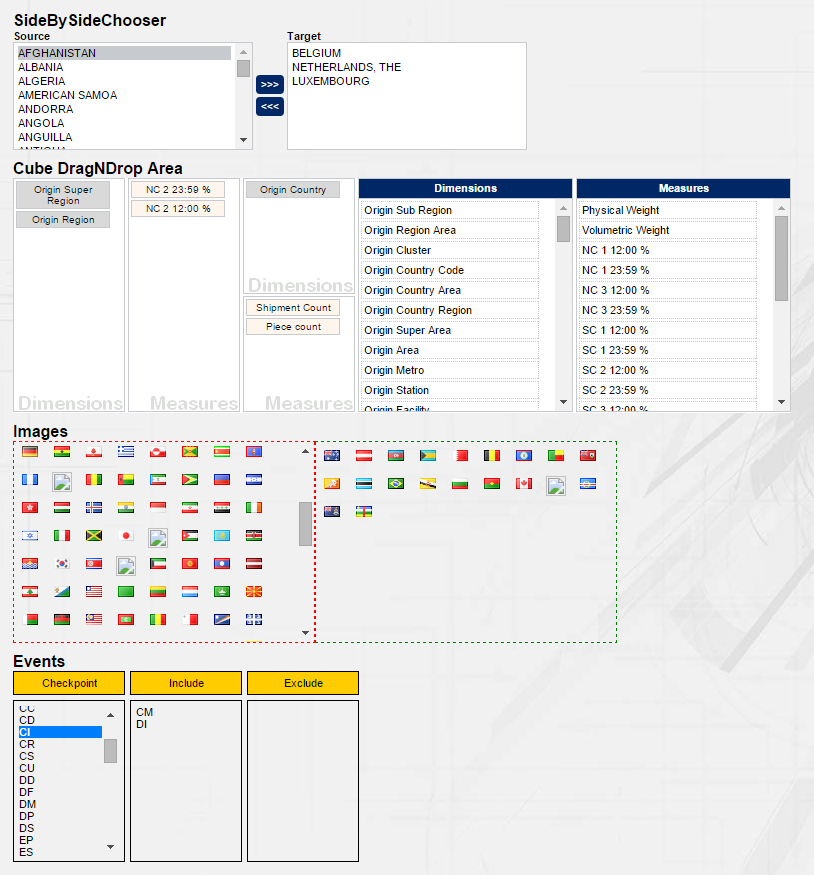 SideBySideChooser
Source
Target
AFGHANISTAN
ALBANIA
ALGERIA
AMERICAN SAMOA
ANDORRA
ANGOLA
ANGUILLA
ANTIGUA
>>>
<<<
BELGIUM
NETHERLANDS, THE
LUXEMBOURG
Cube DragNDrop Area
Origin Super
Region
Origin Region
Dimensions
NC 2 23:59 %
NC 2 12:00 %
Measures
Origin Country
Dimensions
Shipment Count
Piece count
Measures
Dimensions
Origin Sub Region
Origin Region Area
Origin Cluster
Origin Country Code
Origin Country Area
Origin Country Region
Origin Super Area
Origin Area
Origin Metro
Origin Station
Origin Facility
Measures
Physical Weight
Volumetric Weight
NC 1 12:00 %
NC 1 23:59 %
NC 3 12:00 %
NC 3 23:59 %
SC 1 12:00 %
SC 1 23:59 %
SC 2 12:00 %
SC 2 23:59 %
SC 3 12:00 %
Images
Events
Checkpoint
Include
Exclude
CC
CD
CI
CR
CS
CU
DD
DF
DM
DP
DS
EP
ES
CM
DI